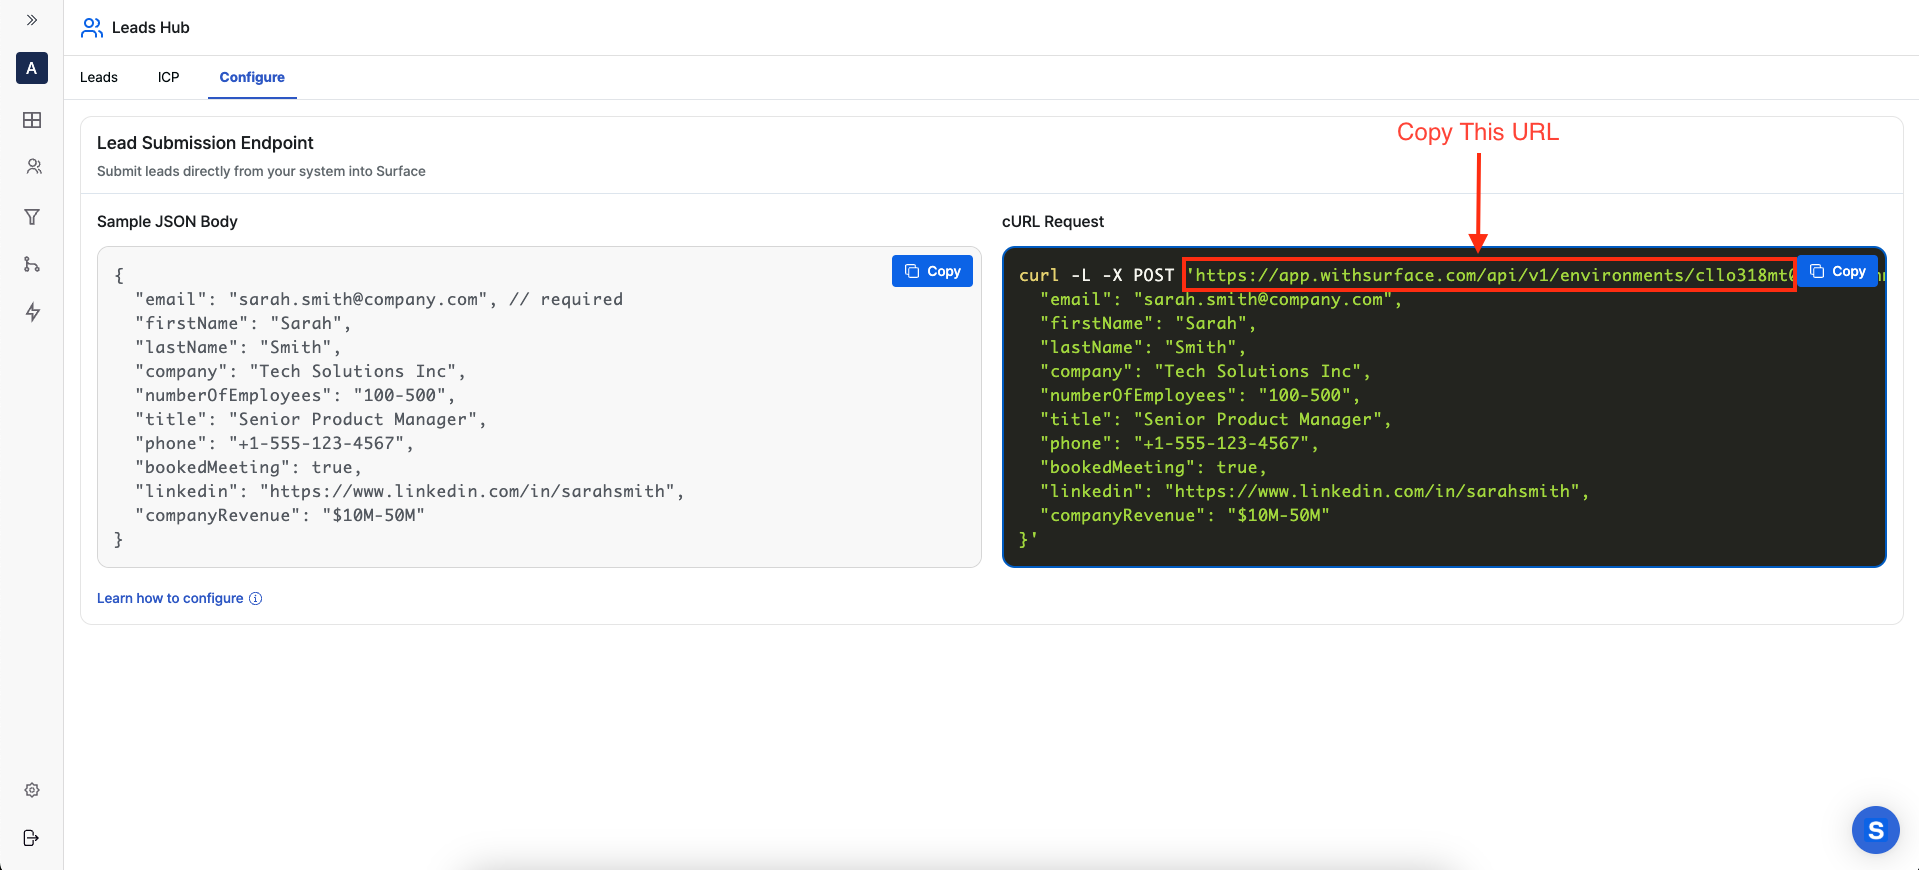 Leads Hub
A
Leads ICP Configure
Lead Submission Endpoint
Submit leads directly from your system into Surface
Copy This URL
Sample JSON Body
Copy
{
"email": "sarah.smith@company.com", // required
"firstName": "Sarah",
"lastName": "Smith",
"company": "Tech Solutions Inc",
"numberOfEmployees": "100-500",
"title": "Senior Product Manager",
"phone": "+1-555-123-4567",
"bookedMeeting": true,
"linkedin": "https://www.linkedin.com/in/sarahsmith",
"companyRevenue": "$10M-50M"
}
Learn how to configure
cURL Request
Copy
curl -L -X POST 'https://app.withsurface.com/api/v1/environments/cllo318mt
"email": "sarah.smith@company.com",
"firstName": "Sarah",
"lastName": "Smith",
"company": "Tech Solutions Inc",
"numberOfEmployees": "100-500",
"title": "Senior Product Manager",
"phone": "+1-555-123-4567",
"bookedMeeting": true,
"linkedin": "https://www.linkedin.com/in/sarahsmith",
"companyRevenue": "$10M-50M"
}'
S